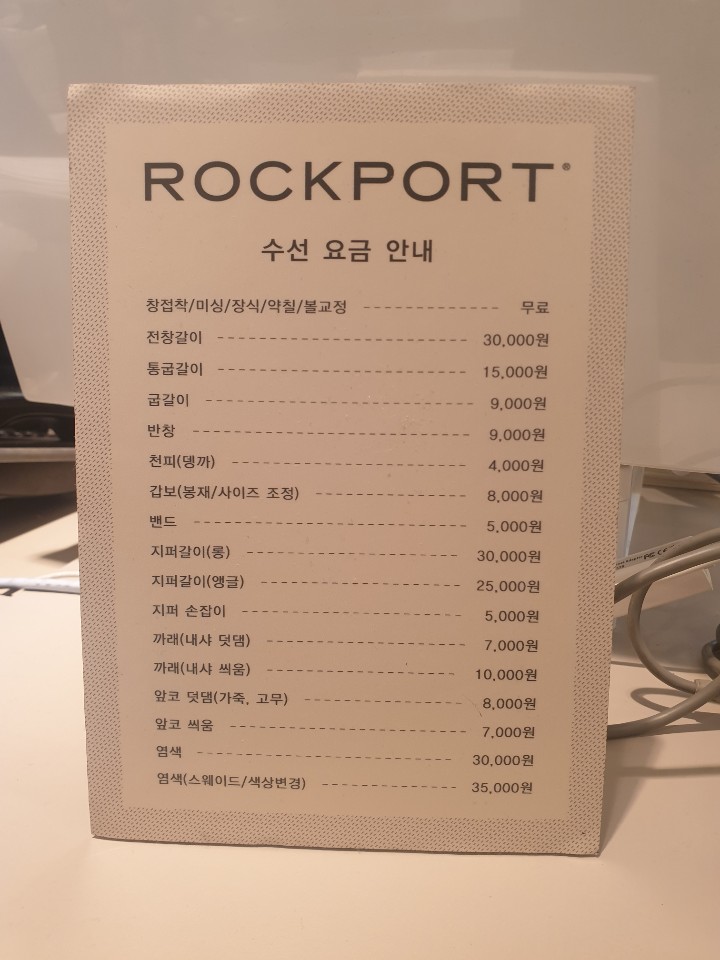 ROCKPORT®
수선 요금 안내
창접착/미싱/장식/약칠/볼교정 ---------------- 무료
전창갈이 ---------------------------- 30,000원
통굽갈이 ---------------------------- 15,000원
굽갈이 ------------------------------ 9,000원
반창 -------------------------------- 9,000원
천피(뎅까) -------------------------- 4,000원
갑보(봉재/사이즈 조정) ----------------- 8,000원
밴드 -------------------------------- 5,000원
지퍼갈이(롱) ------------------------ 30,000원
지퍼갈이(앵글) ---------------------- 25,000원
지퍼 손잡이 ------------------------- 5,000원
까래(내샤 덧댐) ---------------------- 7,000원
까래(내샤 씌움) --------------------- 10,000원
앞코 덧댐(가죽, 고무) ------------------ 8,000원
앞코 씌움 --------------------------- 7,000원
염색 ------------------------------- 30,000원
염색(스웨이드/색상변경) --------------- 35,000원